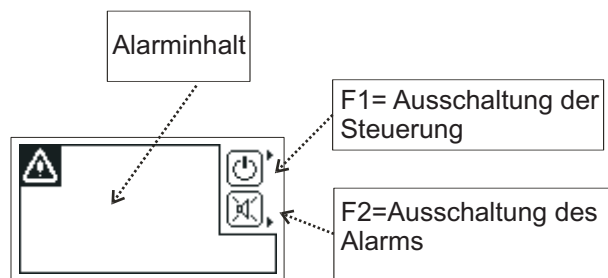 Alarminhalt
F1= Ausschaltung der
Steuerung
F2=Ausschaltung des
Alarms